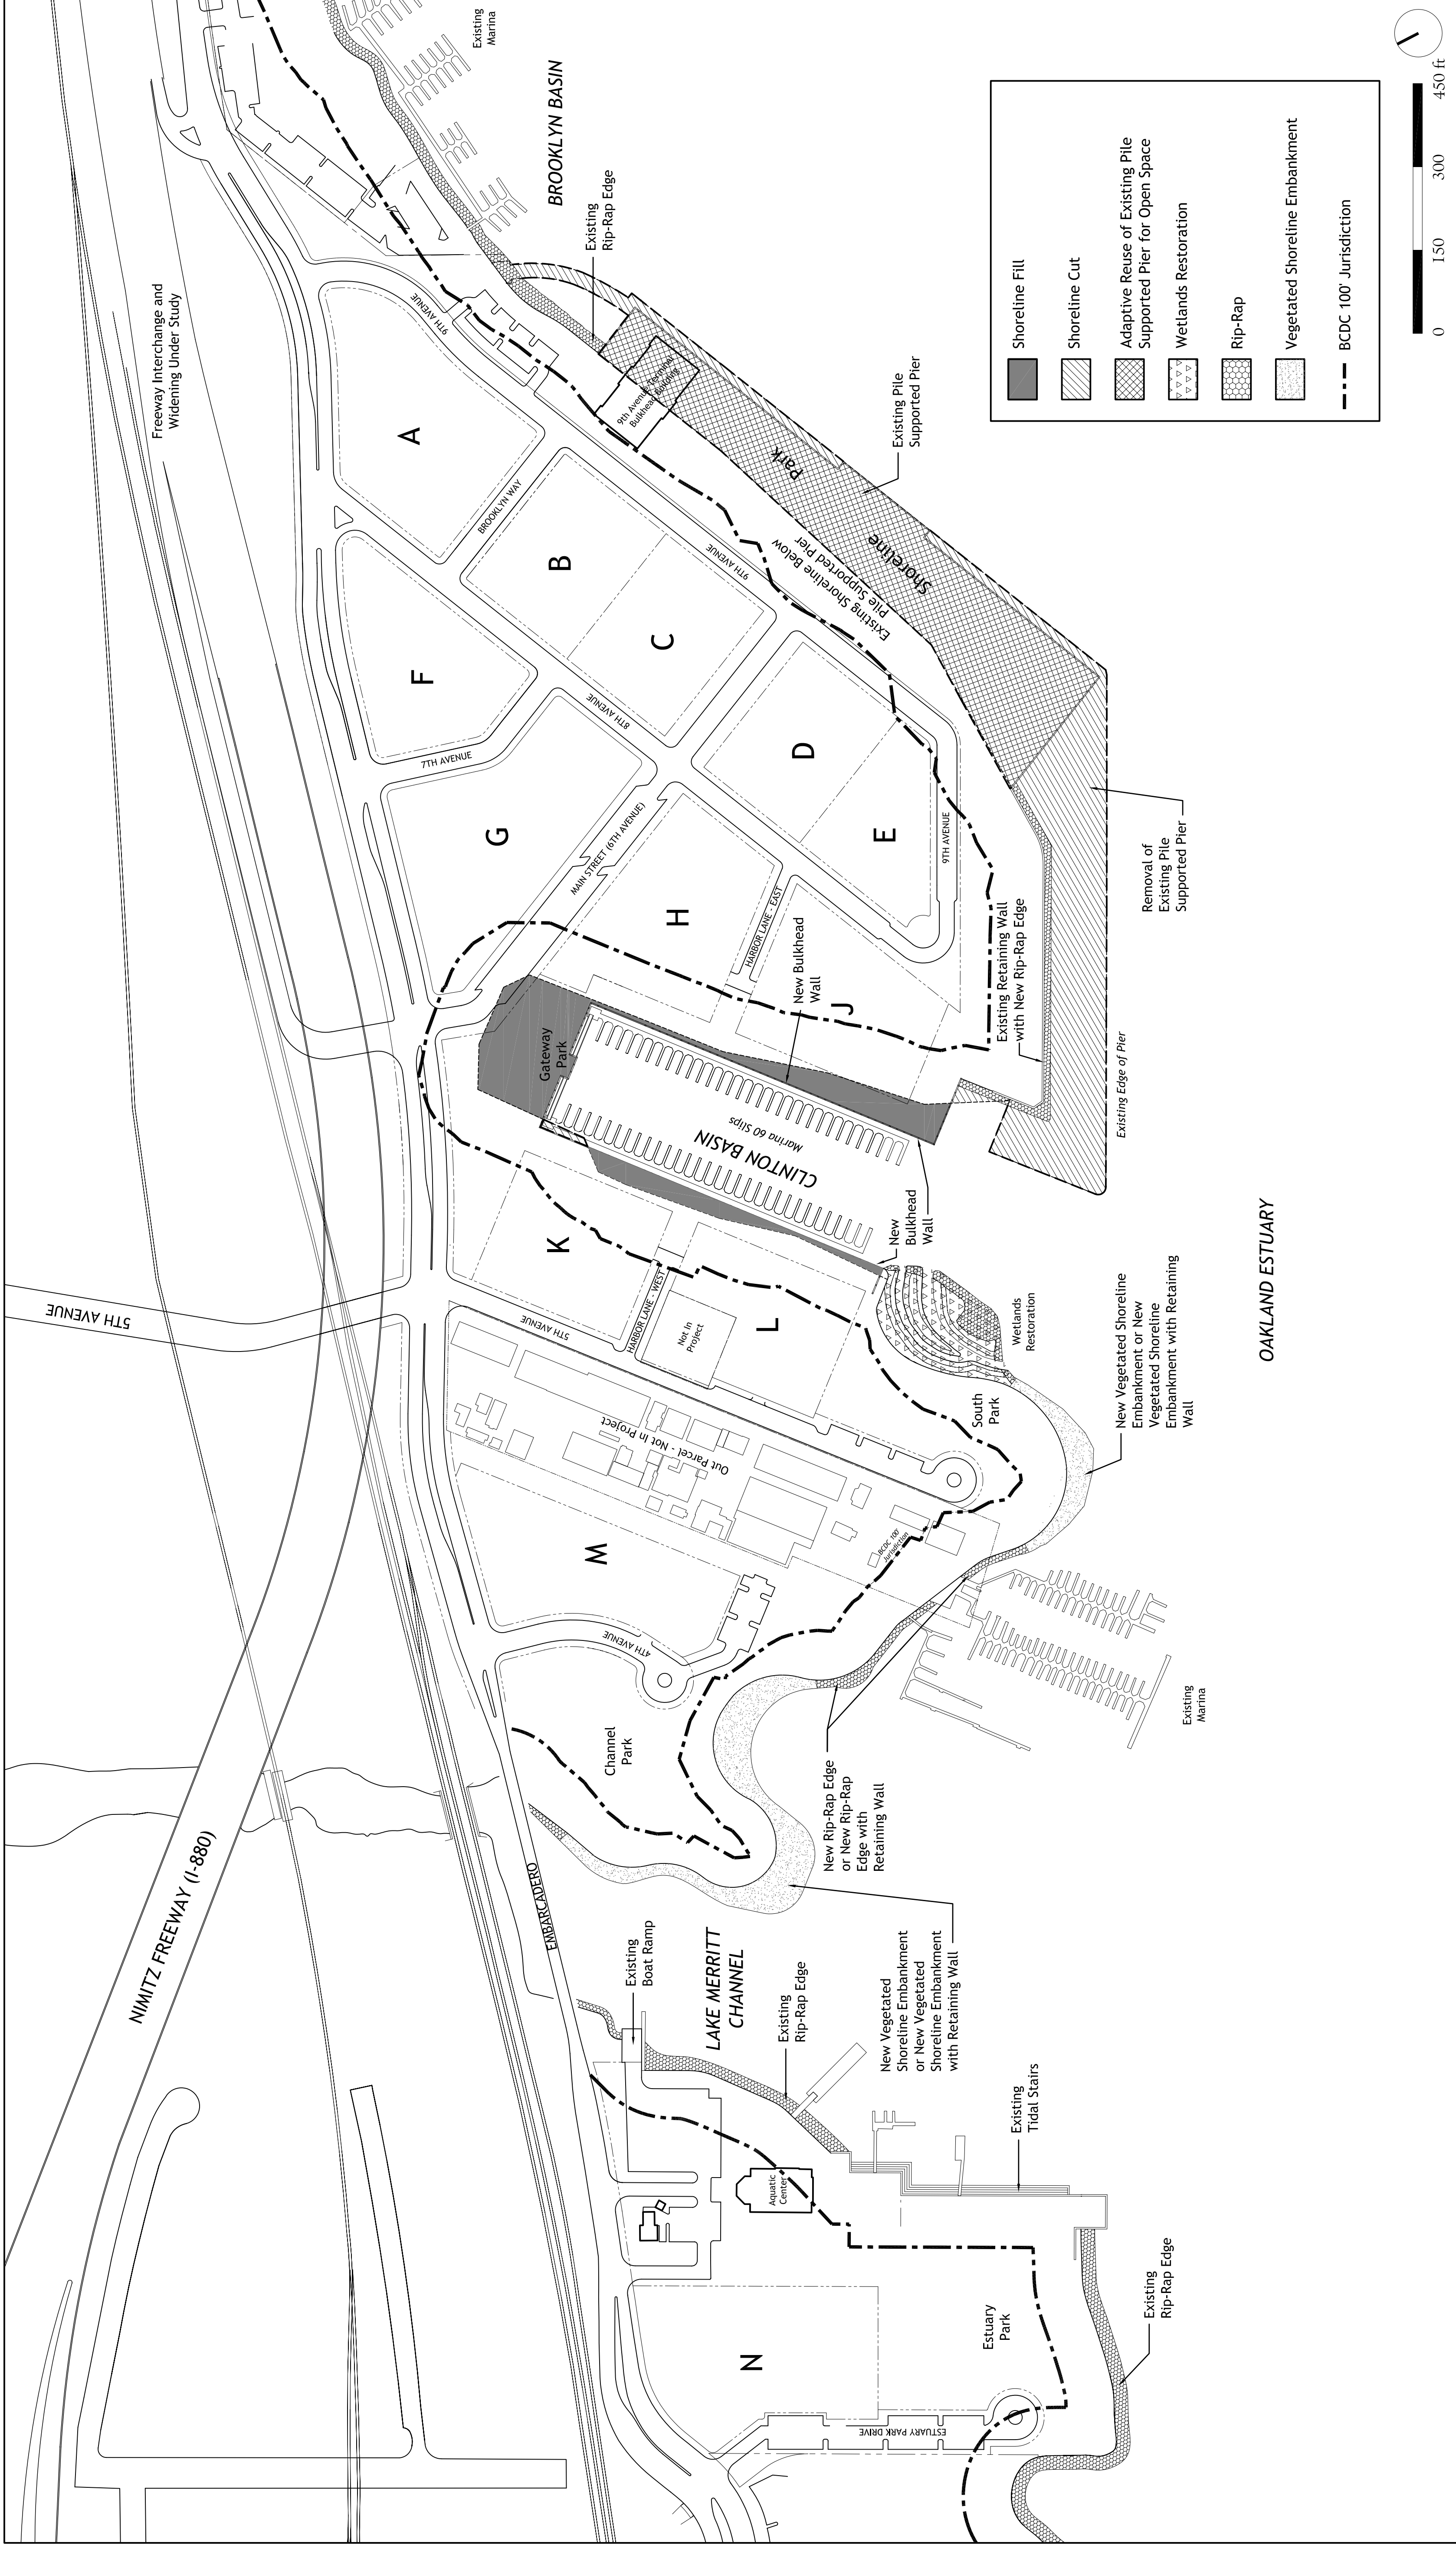 NIMITZ FREEWAY (I-880)
5TH AVENUE
Freeway Interchange and
Widening Under Study
EMBARCADERO
Existing
Boat Ramp
LAKE MERRITT
CHANNEL
Existing
Rip-Rap Edge
New Vegetated
Shoreline Embankment
or New Vegetated
Shoreline Embankment
with Retaining Wall
Existing
Tidal Stairs
Aquatic
Center
N
Estuary
Park
ESTUARY PARK DRIVE
Existing
Rip-Rap Edge
Channel
Park
4TH AVENUE
M
New Rip-Rap Edge
or New Rip-Rap
Edge with
Retaining Wall
Existing
Marina
Out Parcel - Not In Project
BCDC 100'
Jurisdiction
5TH AVENUE
HARBOR LANE - WEST
Not In
Project
K
L
South
Park
Wetlands
Restoration
New Vegetated Shoreline
Embankment or New
Vegetated Shoreline
Embankment with Retaining
Wall
OAKLAND ESTUARY
New
Bulkhead
Wall
Gateway
Park
CLINTON BASIN
Marina 60 Slips
New Bulkhead
Wall
J
H
HARBOR LANE - EAST
MAIN STREET (6TH AVENUE)
G
7TH AVENUE
F
8TH AVENUE
A
BROOKLYN WAY
B
C
D
E
9TH AVENUE
9TH AVENUE
9TH AVENUE
Existing Retaining Wall
with New Rip-Rap Edge
Existing Edge of Pier
Removal of
Existing Pile
Supported Pier
Existing Shoreline Below
Pile Supported Pier
Shoreline
Park
Existing Pile
Supported Pier
9th Avenue Terminal
Bulkhead Building
Existing
Rip-Rap Edge
BROOKLYN BASIN
Existing
Marina
Shoreline Fill
Shoreline Cut
Adaptive Reuse of Existing Pile
Supported Pier for Open Space
Wetlands Restoration
Rip-Rap
Vegetated Shoreline Embankment
BCDC 100' Jurisdiction
0 150 300 450 ft